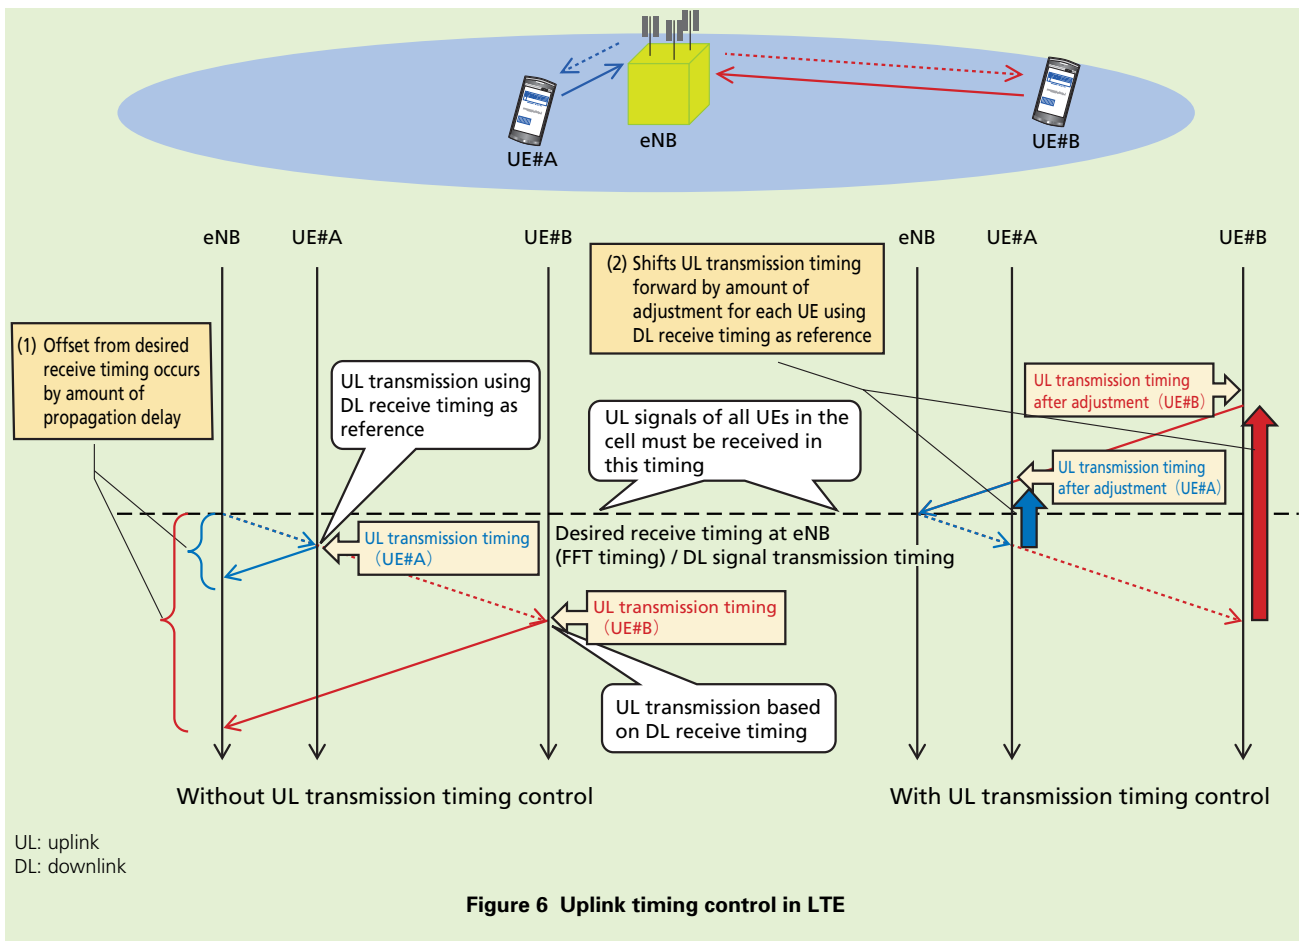 UE#A
eNB
UE#B
eNB
UE#A
UE#B
(1) Offset from desired
receive timing occurs
by amount of
propagation delay
UL transmission using
DL receive timing as
reference
UL transmission timing
（UE#A）
UL transmission timing
（UE#B）
UL transmission based
on DL receive timing
Without UL transmission timing control
UL signals of all UEs in the
cell must be received in
this timing
Desired receive timing at eNB
(FFT timing) / DL signal transmission timing
eNB
UE#A
UE#B
(2) Shifts UL transmission timing
forward by amount of
adjustment for each UE using
DL receive timing as reference
UL transmission timing
after adjustment（UE#B）
UL transmission timing
after adjustment（UE#A）
With UL transmission timing control
UL: uplink
DL: downlink
Figure 6 Uplink timing control in LTE